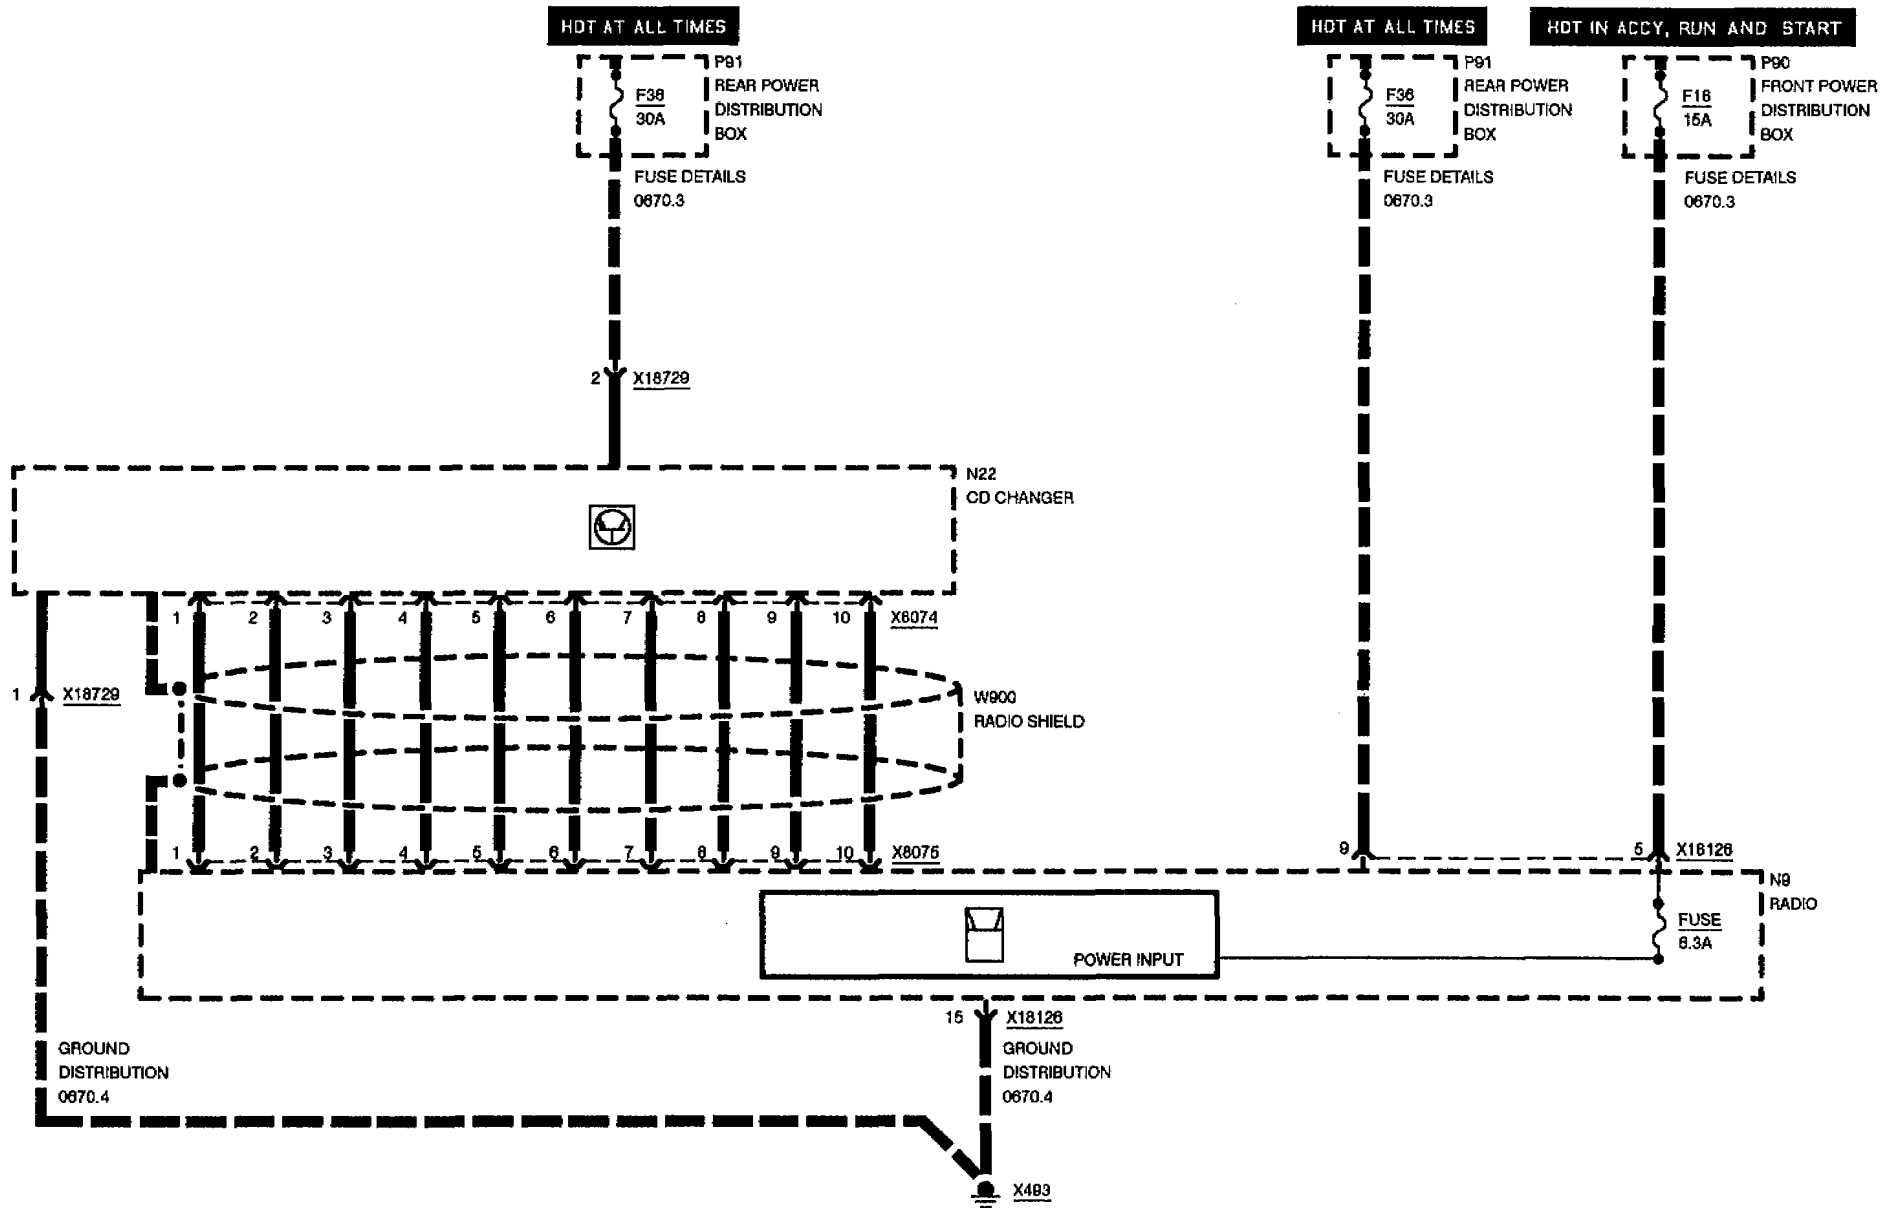 HOT AT ALL TIMES
HOT AT ALL TIMES
HOT IN ACCY, RUN AND START
P91
REAR POWER
DISTRIBUTION
BOX
F36
30A
FUSE DETAILS
0670.3
P91
REAR POWER
DISTRIBUTION
BOX
F36
30A
FUSE DETAILS
0670.3
P90
FRONT POWER
DISTRIBUTION
BOX
F16
15A
FUSE DETAILS
0670.3
2 X18729
N22
CD CHANGER
1 2 3 4 5 6 7 8 9 10 X8074
1 X18729
W900
RADIO SHIELD
1 2 3 4 5 6 7 8 9 10 X8075
9 5 X18126
N9
RADIO
FUSE
6.3A
POWER INPUT
15 X18126
GROUND
DISTRIBUTION
0670.4
GROUND
DISTRIBUTION
0670.4
X493